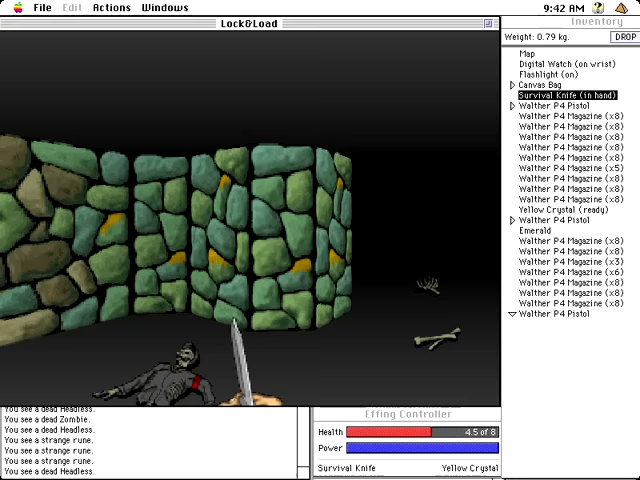 File Edit Actions Windows 9:42 AM
Lock&Load
Inventory
Weight: 0.79 kg. DROP
Map
Digital Watch (on wrist)
Flashlight (on)
Canvas Bag
Survival Knife (in hand)
Walther P4 Pistol
Walther P4 Magazine (x8)
Walther P4 Magazine (x8)
Walther P4 Magazine (x8)
Walther P4 Magazine (x8)
Walther P4 Magazine (x8)
Walther P4 Magazine (x5)
Walther P4 Magazine (x8)
Walther P4 Magazine (x8)
Walther P4 Magazine (x8)
Yellow Crystal (ready)
Walther P4 Pistol
Emerald
Walther P4 Magazine (x8)
Walther P4 Magazine (x8)
Walther P4 Magazine (x3)
Walther P4 Magazine (x6)
Walther P4 Magazine (x8)
Walther P4 Magazine (x8)
Walther P4 Magazine (x8)
Walther P4 Pistol
You see a dead Headless.
You see a dead Zombie.
You see a dead Headless.
You see a strange rune.
You see a strange rune.
You see a strange rune.
You see a dead Headless.
Effing Controller
Health 4.5 of 8
Power
Survival Knife Yellow Crystal